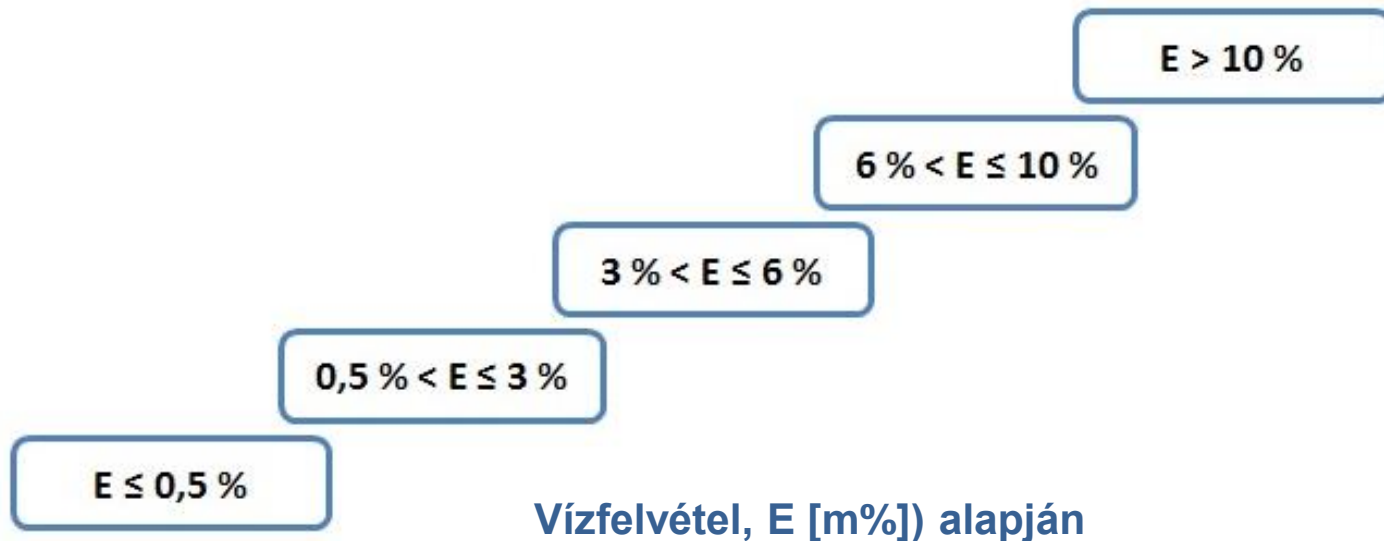 E > 10 %
6 % < E ≤ 10 %
3 % < E ≤ 6 %
0,5 % < E ≤ 3 %
E ≤ 0,5 %
Vízfelvétel, E [m%]) alapján